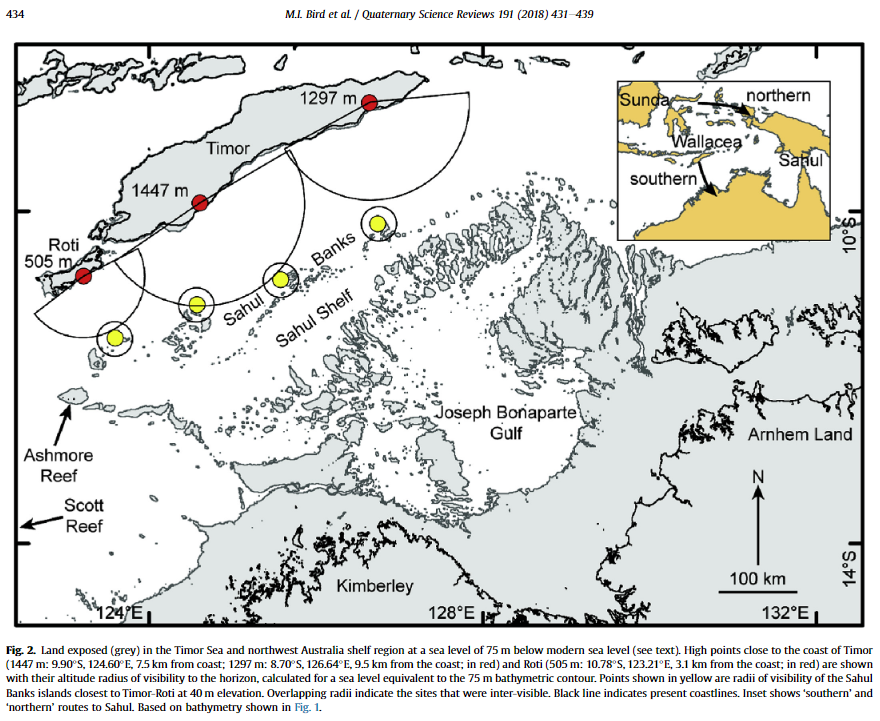 434
M.I. Bird et al. / Quaternary Science Reviews 191 (2018) 431–439
1297 m
Timor
1447 m
Roti
505 m
Sahul Banks
Sahul Shelf
Sunda
northern
Wallacea
Sahul
southern
10°S
Joseph Bonaparte
Gulf
Arnhem Land
Ashmore
Reef
Scott
Reef
N
Kimberley
100 km
14°S
124°E
128°E
132°E
Fig. 2. Land exposed (grey) in the Timor Sea and northwest Australia shelf region at a sea level of 75 m below modern sea level (see text). High points close to the coast of Timor
(1447 m: 9.90°S, 124.60°E, 7.5 km from coast; 1297 m: 8.70°S, 126.64°E, 9.5 km from the coast; in red) and Roti (505 m: 10.78°S, 123.21°E, 3.1 km from the coast; in red) are shown
with their altitude radius of visibility to the horizon, calculated for a sea level equivalent to the 75 m bathymetric contour. Points shown in yellow are radii of visibility of the Sahul
Banks islands closest to Timor-Roti at 40 m elevation. Overlapping radii indicate the sites that were inter-visible. Black line indicates present coastlines. Inset shows ‘southern’ and
‘northern’ routes to Sahul. Based on bathymetry shown in Fig. 1.